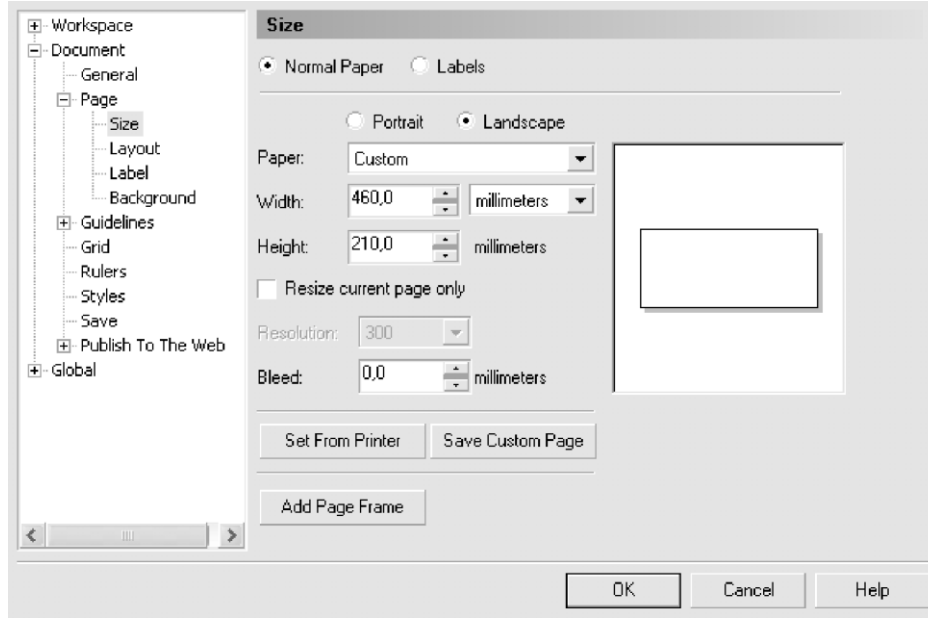 Workspace
Document
General
Page
Size
Layout
Label
Background
Guidelines
Grid
Rulers
Styles
Save
Publish To The Web
Global
Size
Normal Paper Labels
Portrait Landscape
Paper: Custom
Width: 460,0 millimeters
Height: 210,0 millimeters
Resize current page only
Resolution: 300
Bleed: 0,0 millimeters
Set From Printer Save Custom Page
Add Page Frame
OK Cancel Help